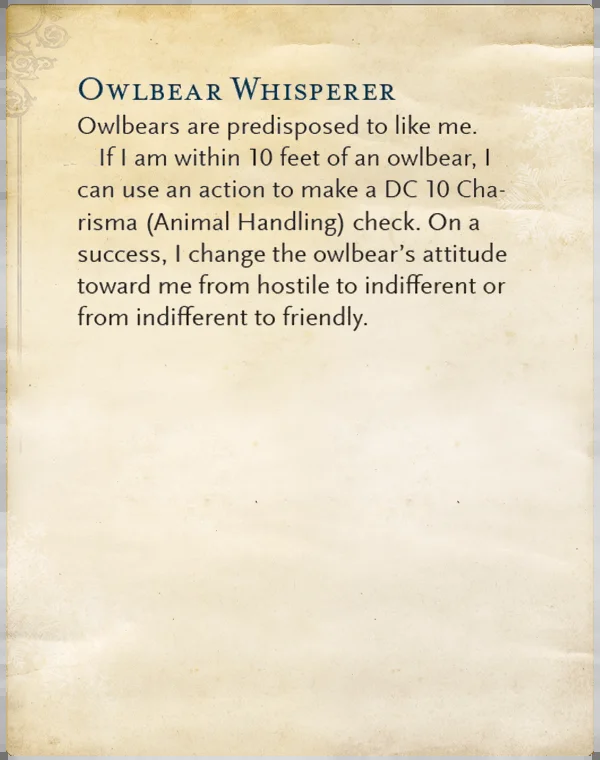 Owlbear Whisperer
Owlbears are predisposed to like me.
If I am within 10 feet of an owlbear, I
can use an action to make a DC 10 Cha-
risma (Animal Handling) check. On a
success, I change the owlbear’s attitude
toward me from hostile to indifferent or
from indifferent to friendly.